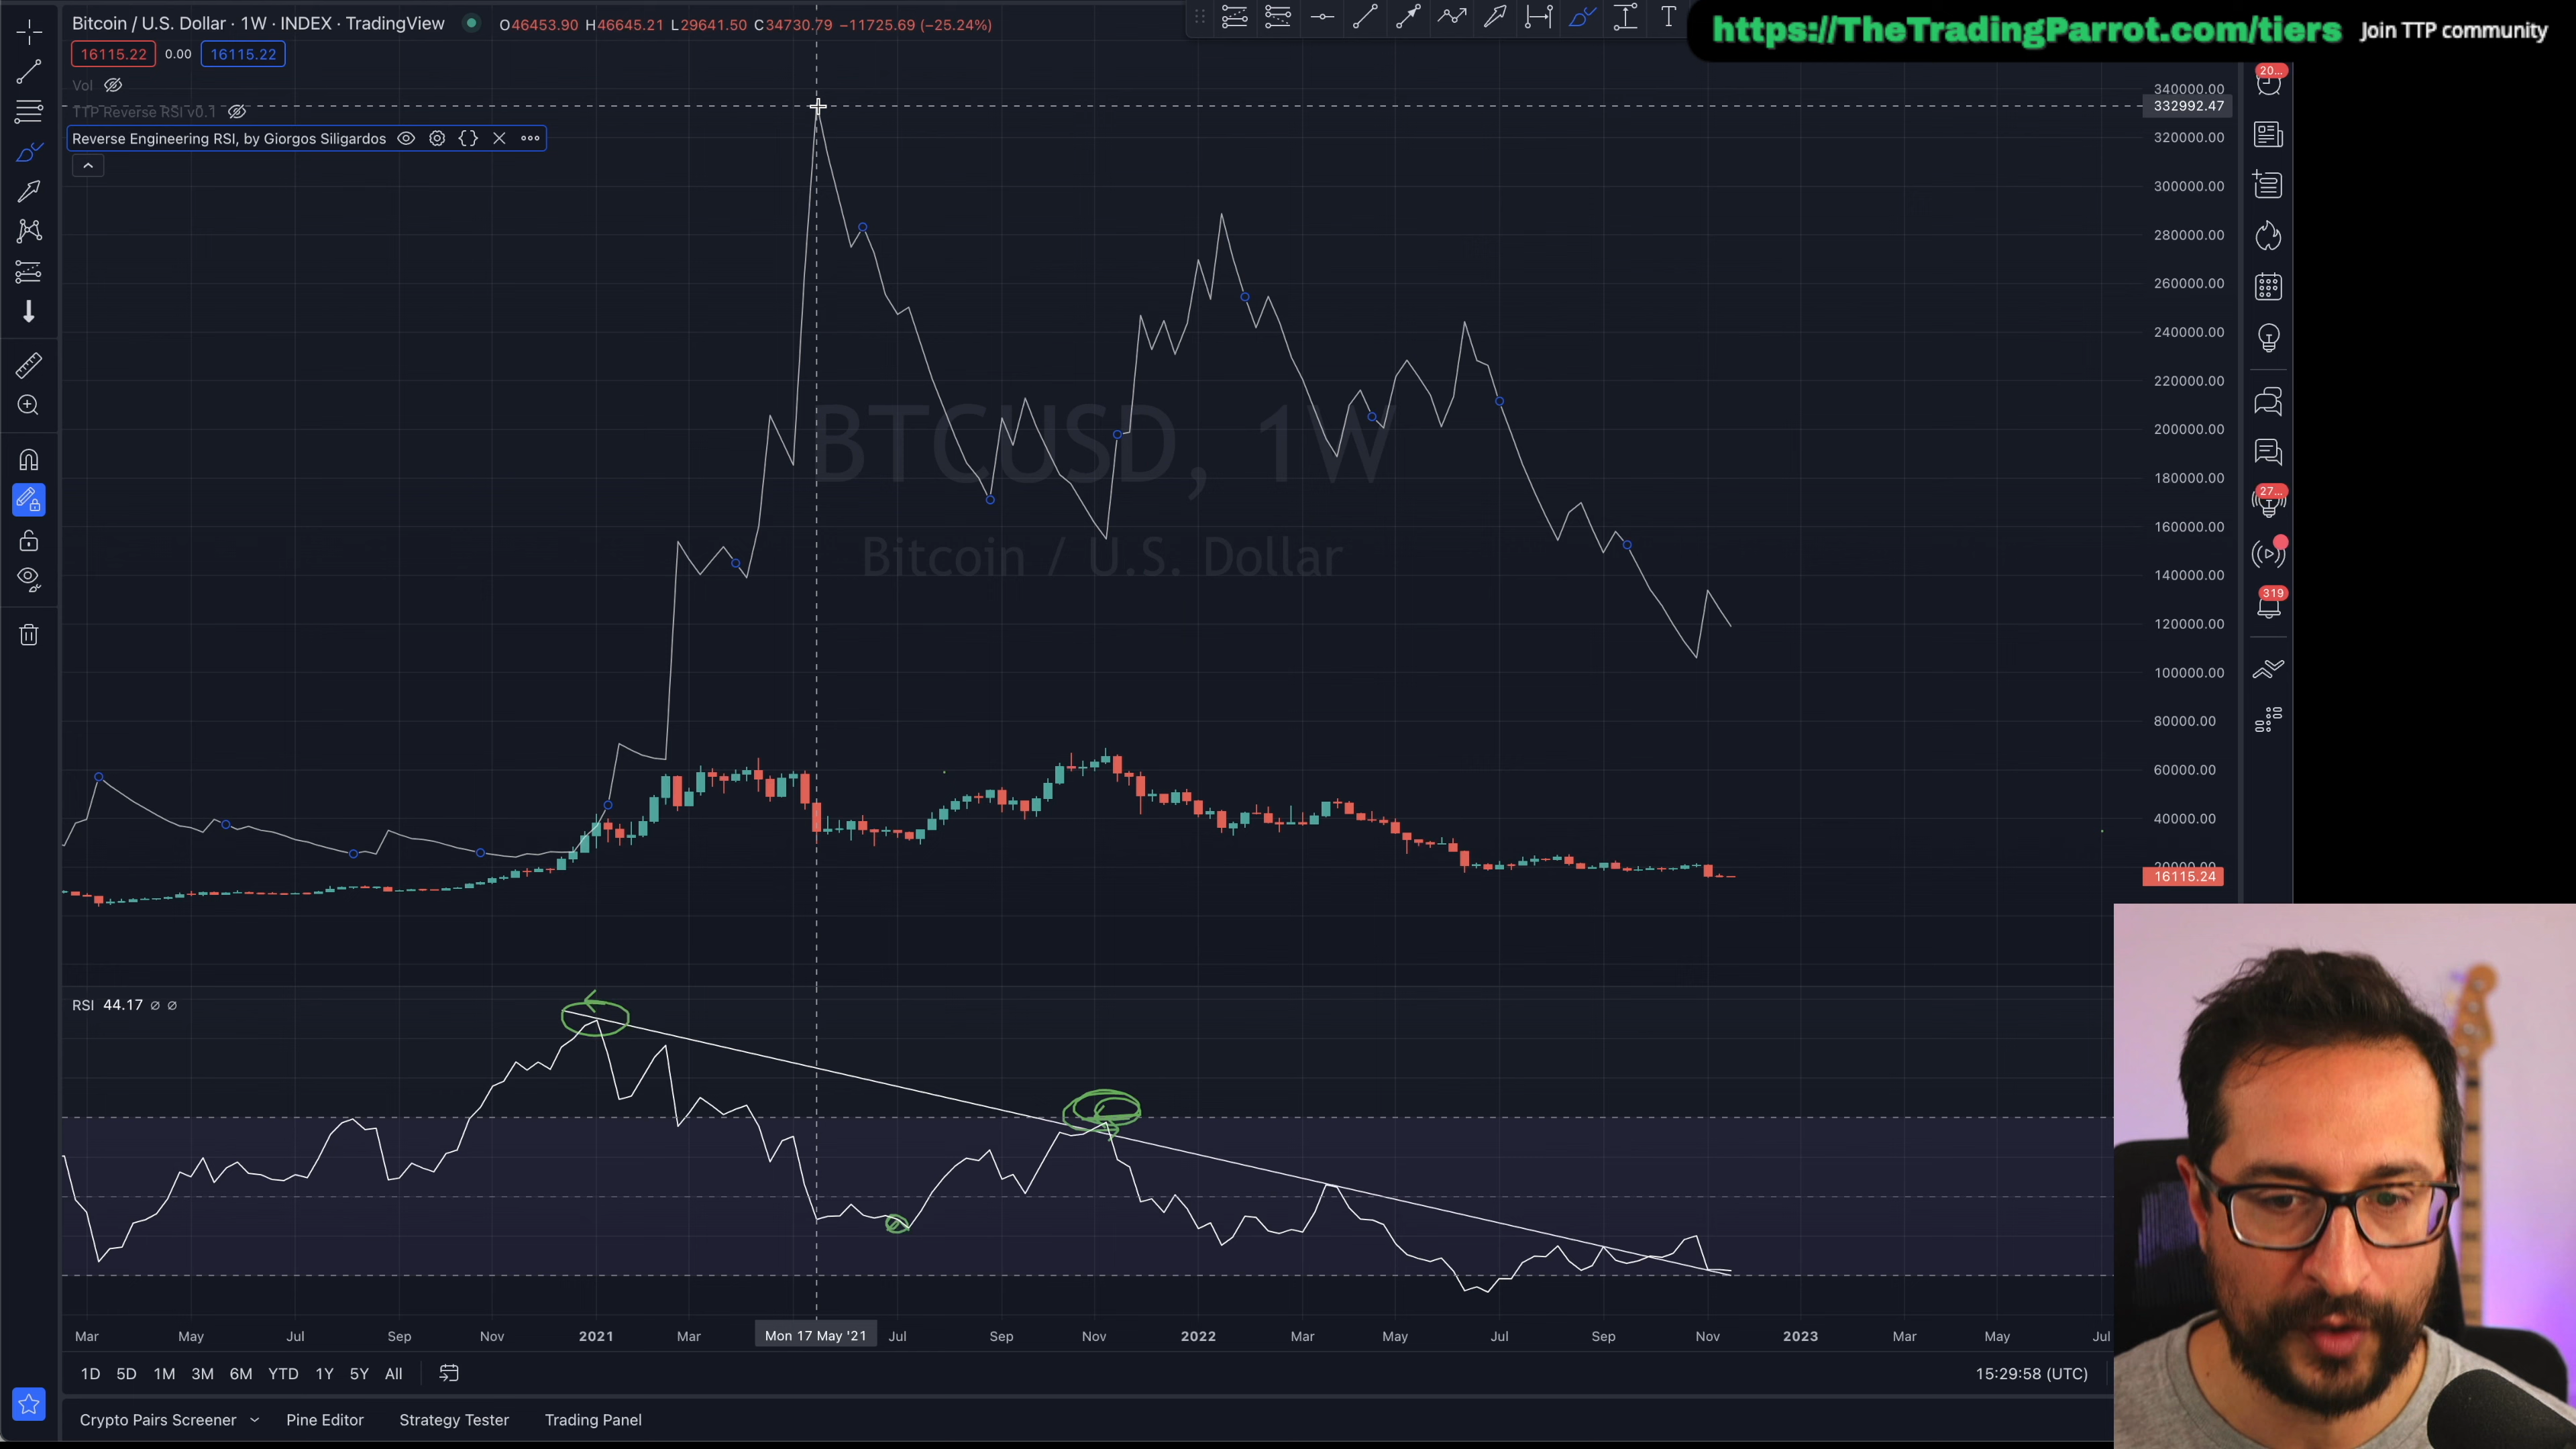 Bitcoin / U.S. Dollar · 1W · INDEX · TradingView O46453.90 H46645.21 L29641.50 C34730.79 −11725.69 (−25.24%)
https://TheTradingParrot.com/tiers Join TTP community
16115.22 0.00 16115.22
Vol
TTP Reverse RSI v0.1
Reverse Engineering RSI, by Giorgos Siligardos
BTCUSD, 1W
Bitcoin / U.S. Dollar
340000.00
332992.47
320000.00
300000.00
280000.00
260000.00
240000.00
220000.00
200000.00
180000.00
160000.00
140000.00
120000.00
100000.00
80000.00
60000.00
40000.00
20000.00
16115.24
20...
27...
319
RSI 44.17
Mar May Jul Sep Nov 2021 Mar Mon 17 May '21 Jul Sep Nov 2022 Mar May Jul Sep Nov 2023 Mar May Jul
1D 5D 1M 3M 6M YTD 1Y 5Y All 15:29:58 (UTC)
Crypto Pairs Screener Pine Editor Strategy Tester Trading Panel